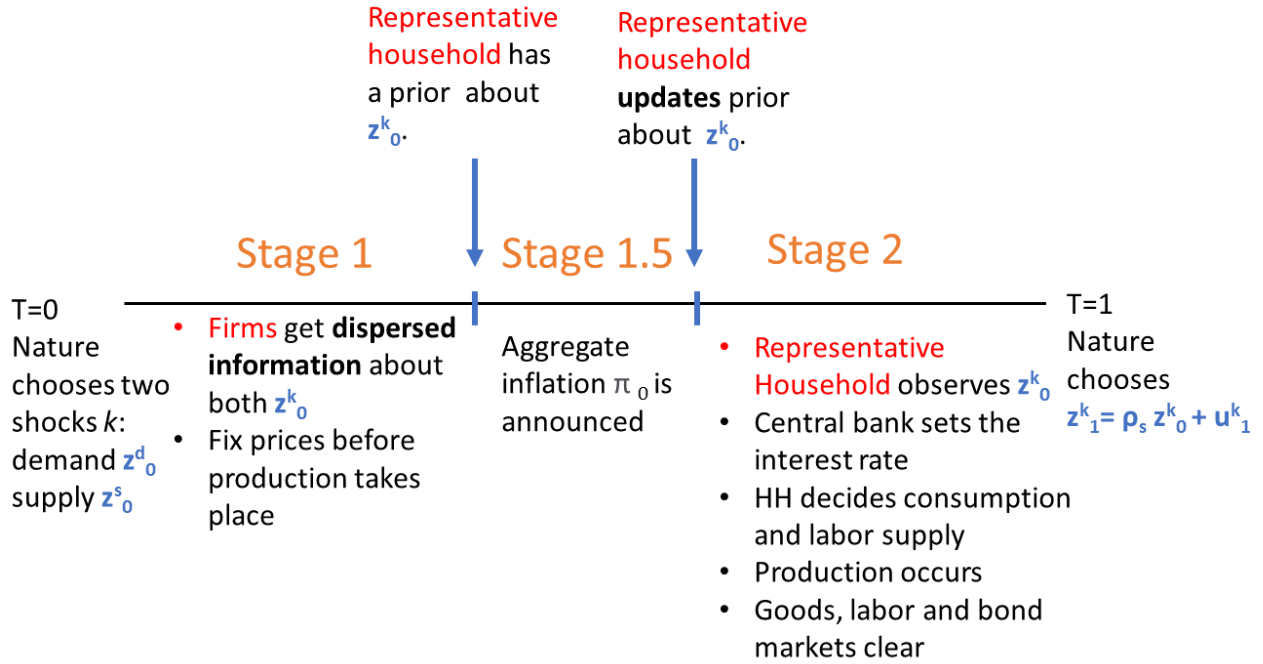 Representative
household has
a prior about
zᵏ₀.
Representative
household
updates prior
about zᵏ₀.
Stage 1
Stage 1.5
Stage 2
T=0
Nature
chooses two
shocks k:
demand zᵈ₀
supply zˢ₀
• Firms get dispersed
information about
both zᵏ₀
• Fix prices before
production takes
place
Aggregate
inflation π ₀ is
announced
• Representative
Household observes zᵏ₀
• Central bank sets the
interest rate
• HH decides consumption
and labor supply
• Production occurs
• Goods, labor and bond
markets clear
T=1
Nature
chooses
zᵏ₁= ρₛ zᵏ₀ + uᵏ₁